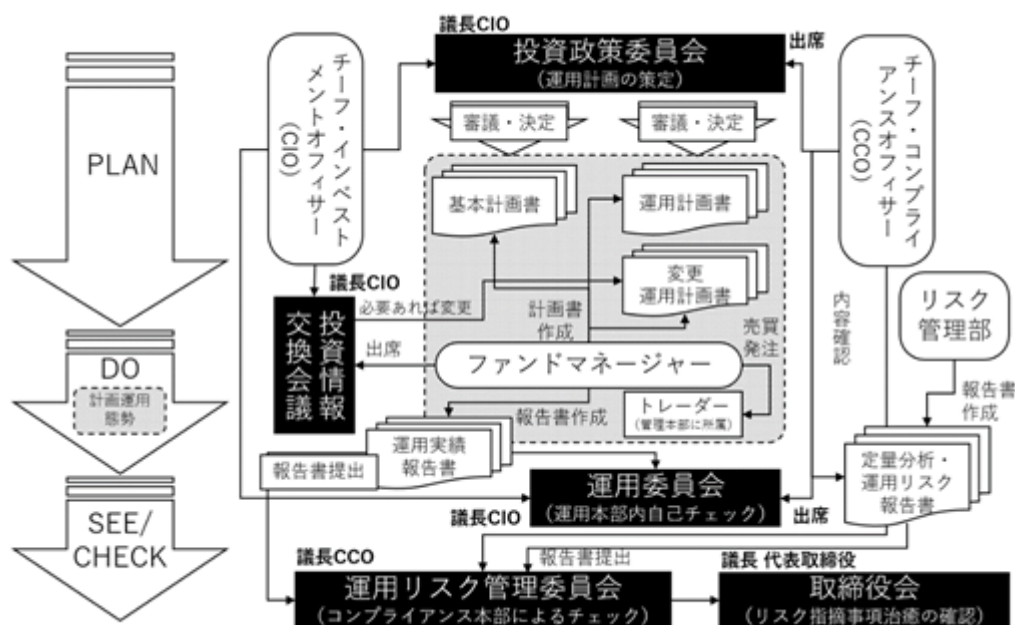 議長CIO
投資政策委員会
(運用計画の策定)
出席
チーフ・インベスト
メントオフィサー
(CIO)
チーフ・コンプライ
アンスオフィサー
(CCO)
PLAN
審議・決定
審議・決定
基本計画書
運用計画書
変更
運用計画書
議長CIO
必要あれば変更
投資情報
交換会議
計画書
作成
売買
発注
内容確認
リスク
管理部
出席
ファンドマネージャー
DO
計画運用
態勢
報告書作成
トレーダー
(管理本部に所属)
報告書
作成
運用実績
報告書
報告書提出
定量分析・
運用リスク
報告書
運用委員会
(運用本部内自己チェック)
議長CIO
出席
SEE/
CHECK
議長CCO
報告書提出
議長 代表取締役
運用リスク管理委員会
(コンプライアンス本部によるチェック)
取締役会
(リスク指摘事項治癒の確認)